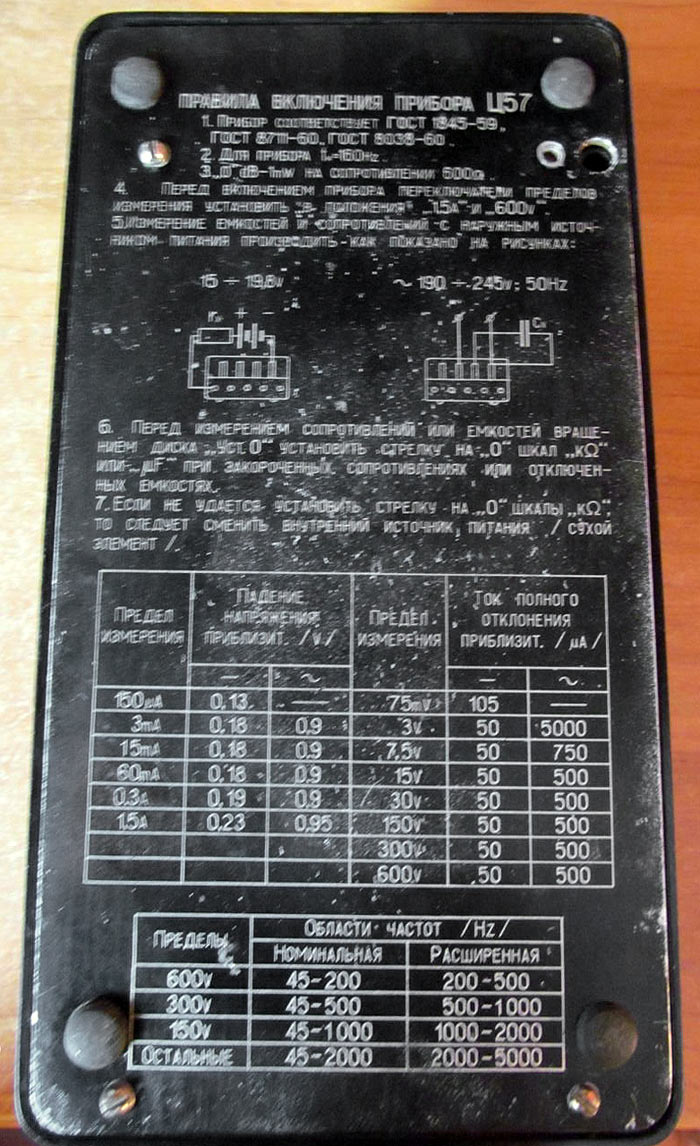 ПРАВИЛА ВКЛЮЧЕНИЯ ПРИБОРА Ц57
1. ПРИБОР СООТВЕТСТВУЕТ ГОСТ 1845-59,
ГОСТ 8711-60, ГОСТ 8038-60.
2. ДЛЯ ПРИБОРА =160Hz
3. „0" dB-1mW НА СОПРОТИВЛЕНИИ 600Ω
4. ПЕРЕД ВКЛЮЧЕНИЕМ ПРИБОРА ПЕРЕКЛЮЧАТЕЛИ ПРЕДЕЛОВ
ИЗМЕРЕНИЯ УСТАНОВИТЬ В ПОЛОЖЕНИЯ „1,5A" И „600v".
5. ИЗМЕРЕНИЕ ЕМКОСТЕЙ И СОПРОТИВЛЕНИЙ С НАРУЖНЫМ ИСТОЧ-
НИКОМ ПИТАНИЯ ПРОИЗВОДИТЬ КАК ПОКАЗАНО НА РИСУНКАХ:
15 ÷ 19,8v ~ 190 ÷ 245v; 50Hz
+ − Cx
6. ПЕРЕД ИЗМЕРЕНИЕМ СОПРОТИВЛЕНИЙ ИЛИ ЕМКОСТЕЙ ВРАЩЕ-
НИЕМ ДИСКА „УСТ. 0" УСТАНОВИТЬ СТРЕЛКУ НА „0" ШКАЛ „кΩ"
ИЛИ „µF" ПРИ ЗАКОРОЧЕННЫХ СОПРОТИВЛЕНИЯХ ИЛИ ОТКЛЮЧЕН-
НЫХ ЕМКОСТЯХ.
7. ЕСЛИ НЕ УДАЕТСЯ УСТАНОВИТЬ СТРЕЛКУ НА „0" ШКАЛЫ „кΩ",
ТО СЛЕДУЕТ СМЕНИТЬ ВНУТРЕННИЙ ИСТОЧНИК ПИТАНИЯ / СУХОЙ
ЭЛЕМЕНТ /.
ПРЕДЕЛ ИЗМЕРЕНИЯ ПАДЕНИЕ НАПРЯЖЕНИЯ ПРИБЛИЗИТ. /V/ ПРЕДЕЛ ИЗМЕРЕНИЯ ТОК ПОЛНОГО ОТКЛОНЕНИЯ ПРИБЛИЗИТ. /µA/
— ~ — ~
150µA 0,13 — 75mV 105 —
3mA 0,18 0,9 3v 50 5000
15mA 0,18 0,9 7,5v 50 750
60mA 0,18 0,9 15v 50 500
0,3A 0,19 0,9 30v 50 500
1,5A 0,23 0,95 150v 50 500
300v 50 500
600v 50 500
ПРЕДЕЛЫ ОБЛАСТИ ЧАСТОТ /Hz/
НОМИНАЛЬНАЯ РАСШИРЕННАЯ
600v 45-200 200-500
300v 45-500 500-1000
150v 45-1000 1000-2000
ОСТАЛЬНЫЕ 45-2000 2000-5000